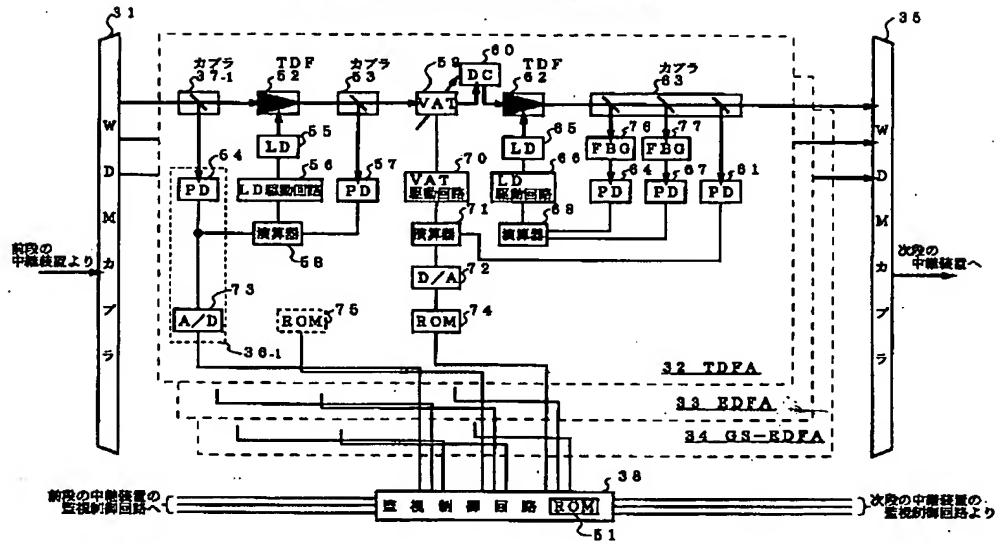 31
35
カプラ
37-1
TDF
52
カプラ
53
59
60
DC
TDF
62
カプラ
63
VAT
55
LD
65
LD
76
77
FBG
FBG
54
PD
56
LD駆動回路
57
PD
70
VAT
駆動回路
66
LD
駆動回路
64
PD
67
PD
61
PD
演算器
58
71
演算器
68
演算器
72
D/A
73
A/D
75
ROM
74
ROM
36-1
WDMカプラ
WDMカプラ
前段の
中継装置より
次段の
中継装置へ
32 TDFA
33 EDFA
34 GS-EDFA
38
前段の中継装置の
監視制御回路へ
監視制御回路
ROM
51
次段の中継装置の
監視制御回路より